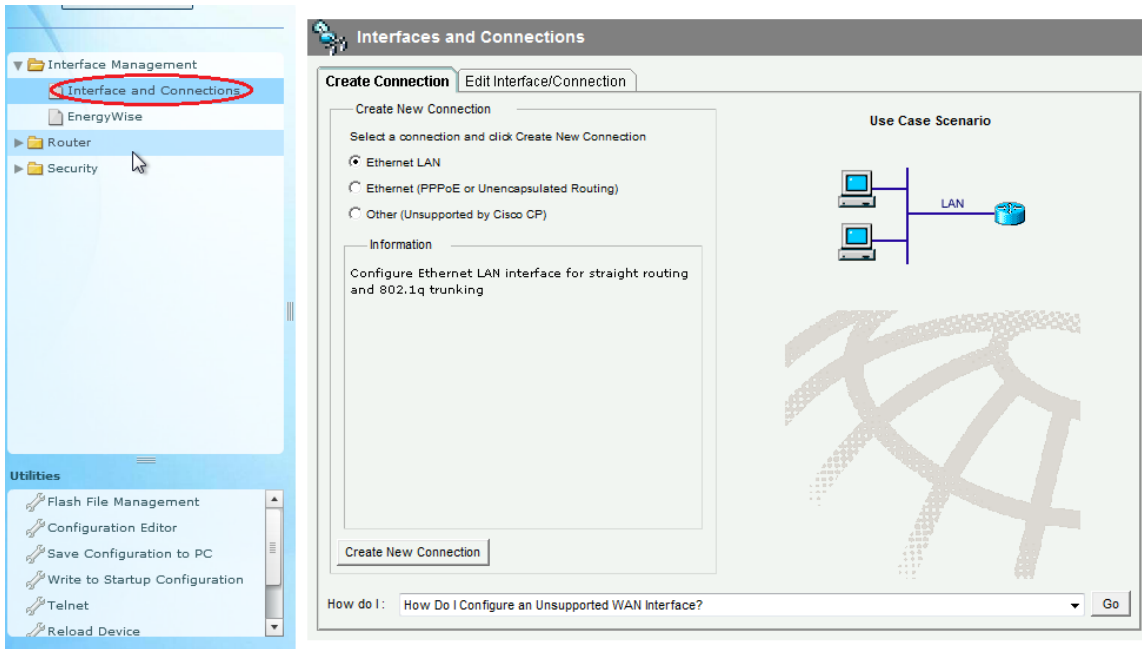 Interface Management
Interface and Connections
EnergyWise
Router
Security
Utilities
Flash File Management
Configuration Editor
Save Configuration to PC
Write to Startup Configuration
Telnet
Reload Device
Interfaces and Connections
Create Connection
Edit Interface/Connection
Create New Connection
Select a connection and click Create New Connection
Ethernet LAN
Ethernet (PPPoE or Unencapsulated Routing)
Other (Unsupported by Cisco CP)
Information
Configure Ethernet LAN interface for straight routing
and 802.1q trunking
Create New Connection
Use Case Scenario
LAN
How do I:
How Do I Configure an Unsupported WAN Interface?
Go